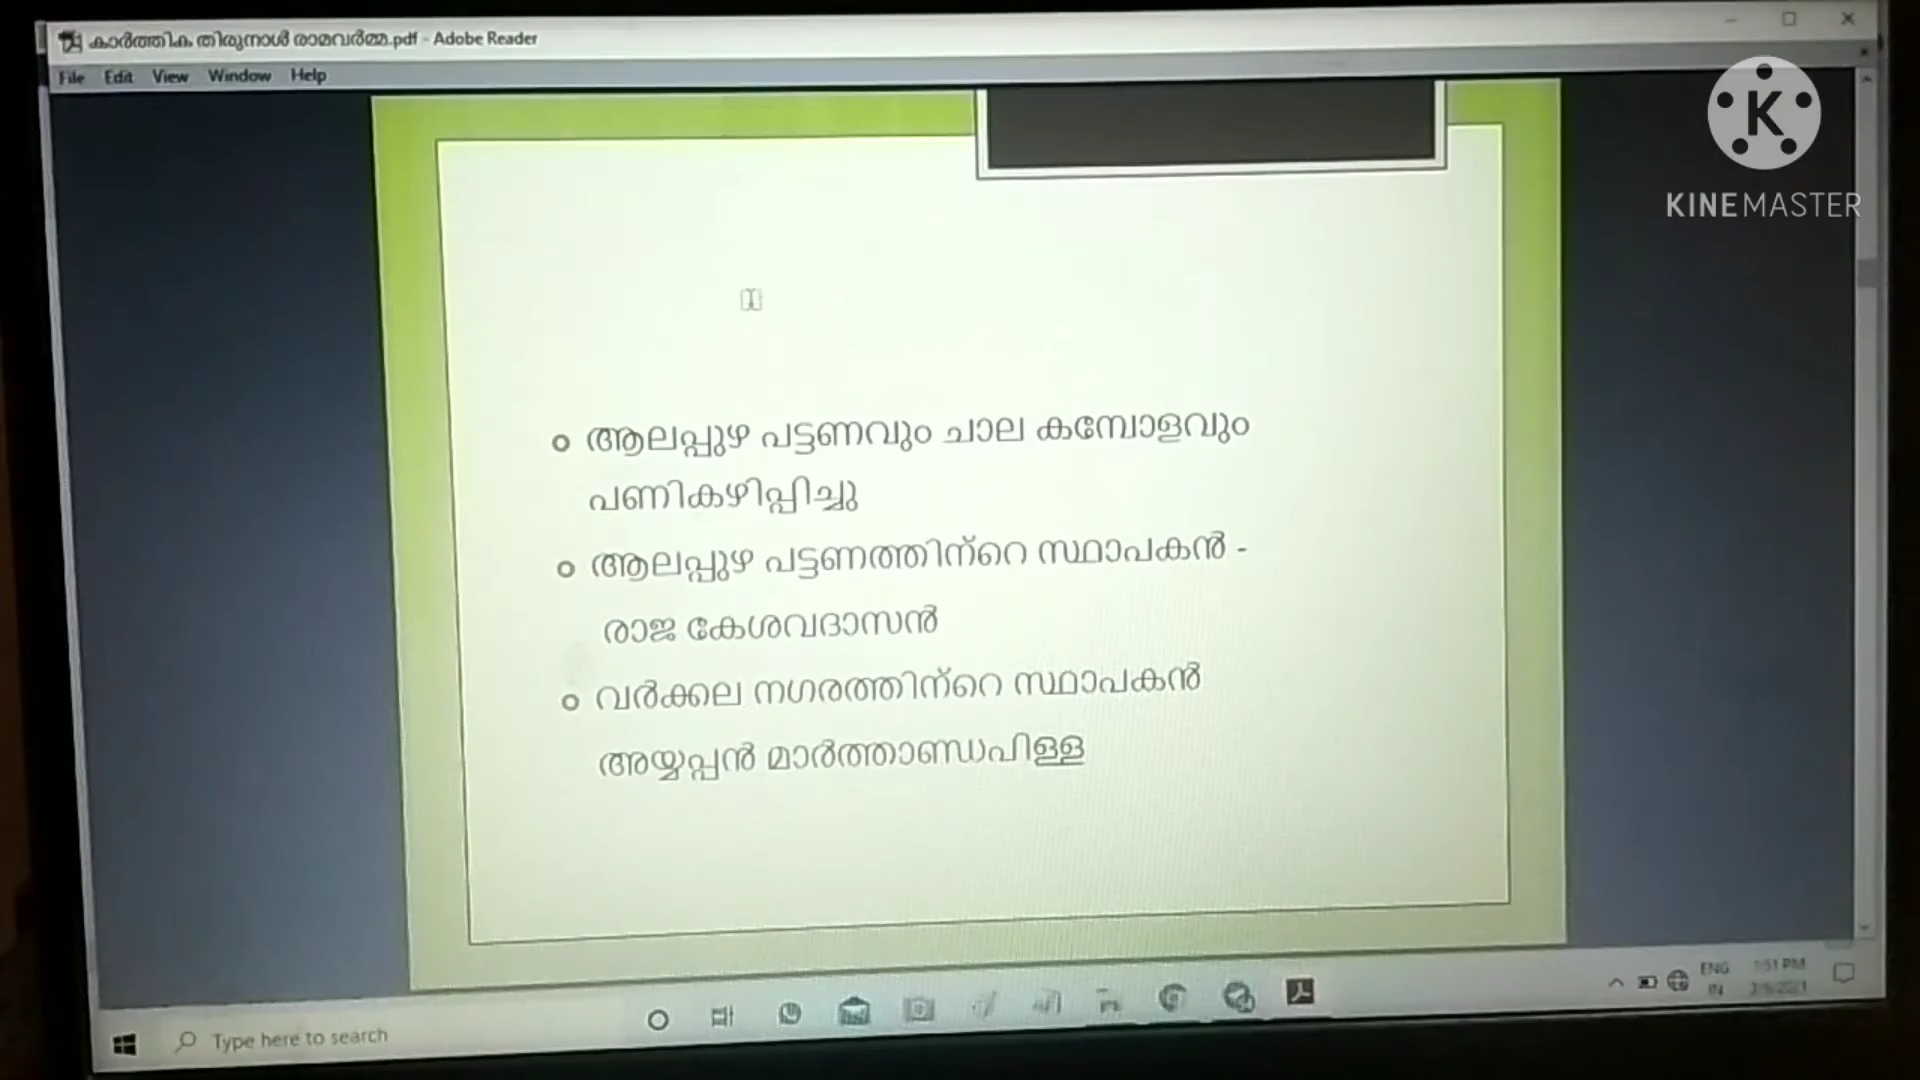 കാർത്തിക തിരുനാൾ രാമവർമ്മ.pdf - Adobe Reader
File Edit View Window Help
K
KINEMASTER
ആലപ്പുഴ പട്ടണവും ചാല കമ്പോളവും
പണികഴിപ്പിച്ചു
ആലപ്പുഴ പട്ടണത്തിന്റെ സ്ഥാപകൻ -
രാജ കേശവദാസൻ
വർക്കല നഗരത്തിന്റെ സ്ഥാപകൻ
അയ്യപ്പൻ മാർത്താണ്ഡപിള്ള
Type here to search
ENG
IN